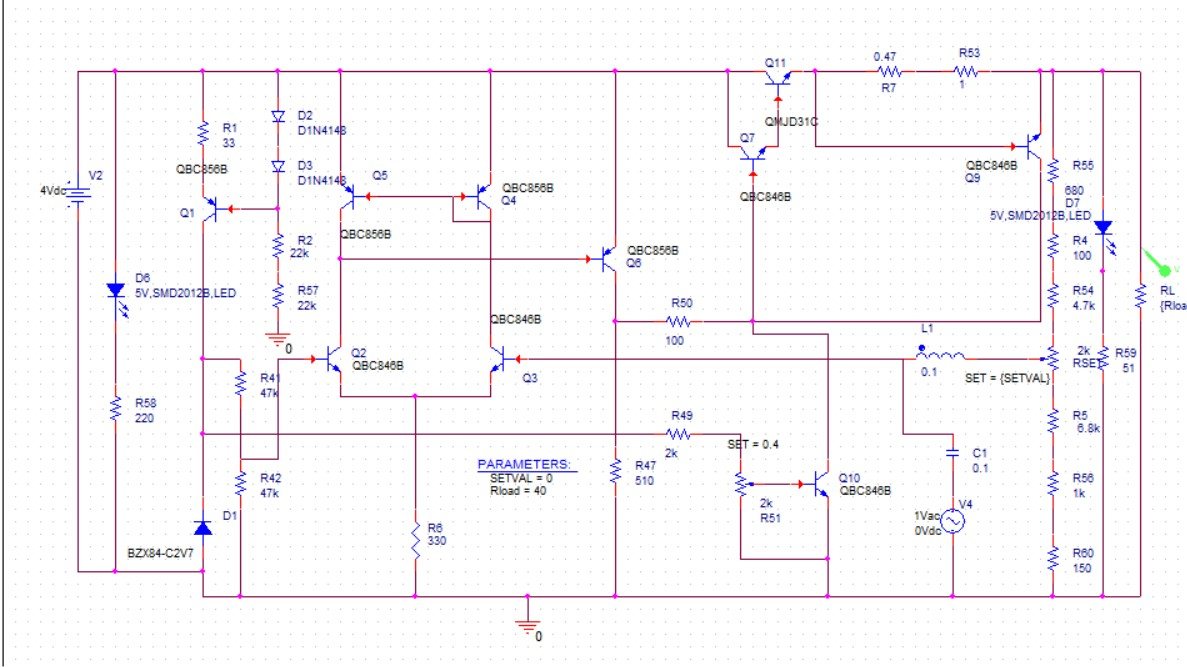 Q11
0.47
R53
R7
1
D2
D1N4148
R1
33
QMJD31C
QBC856B
V2
4Vdc
D3
D1N4148
Q7
QBC846B
Q9
R55
680
Q5
QBC856B
Q4
D7
5V,SMD2012B,LED
Q1
QBC846B
QBC856B
R2
22k
QBC856B
Q6
R4
100
D6
5V,SMD2012B,LED
R57
22k
R54
4.7k
RL
R50
100
QBC846B
0
L1
0.1
2k
RSET
SET = {SETVAL}
R59
51
Q2
QBC846B
Q3
R41
47k
R58
220
R49
2k
R5
6.8k
SET = 0.4
PARAMETERS:
SETVAL = 0
Rload = 40
R47
510
C1
0.1
R42
47k
Q10
QBC846B
R56
1k
2k
R51
V4
1Vac
0Vdc
D1
BZX84-C2V7
R6
330
R60
150
0